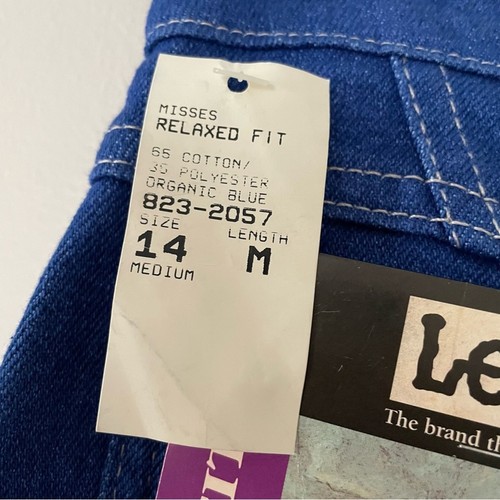 MISSES
RELAXED FIT
65 COTTON/
35 POLYESTER
ORGANIC BLUE
823-2057
SIZE LENGTH
14 M
MEDIUM
Le
The brand th